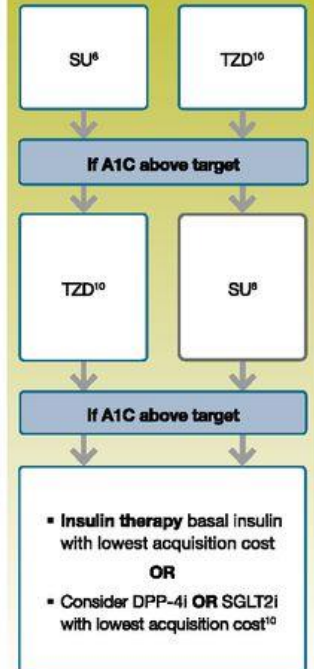 SU⁶ TZD¹⁰
If A1C above target
TZD¹⁰ SU⁶
If A1C above target
▪ Insulin therapy basal insulin
with lowest acquisition cost
OR
▪ Consider DPP-4i OR SGLT2i
with lowest acquisition cost¹⁰